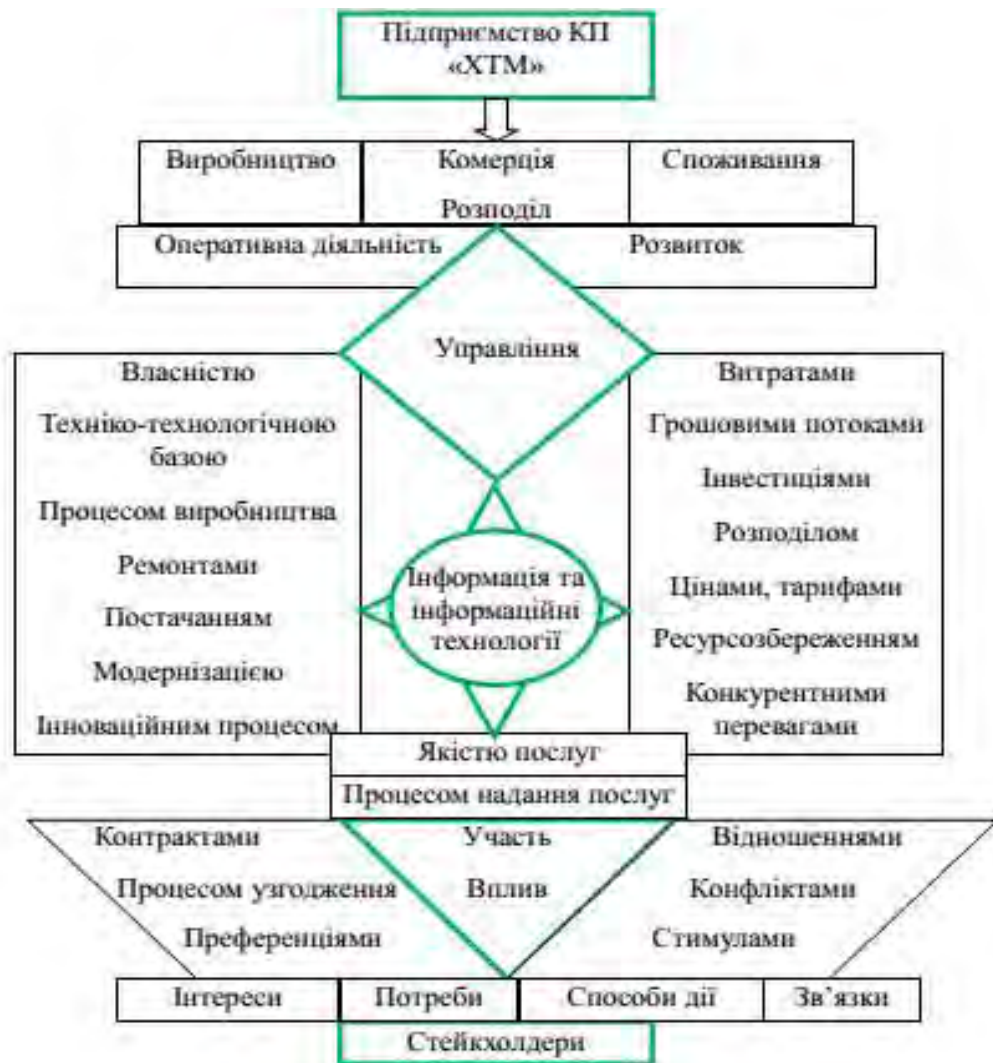 Підприємство КП
«ХТМ»
Виробництво
Комерція
Розподіл
Споживання
Оперативна діяльність
Розвиток
Управління
Власністю
Техніко-технологічною
базою
Процесом виробництва
Ремонтами
Постачанням
Модернізацією
Інноваційним процесом
Інформація та
інформаційні
технології
Витратами
Грошовими потоками
Інвестиціями
Розподілом
Цінами, тарифами
Ресурсозбереженням
Конкурентними
перевагами
Якістю послуг
Процесом надання послуг
Контрактами
Процесом узгодження
Преференціями
Участь
Вплив
Відношеннями
Конфліктами
Стимулами
Інтереси
Потреби
Способи дії
Зв’язки
Стейкхолдери